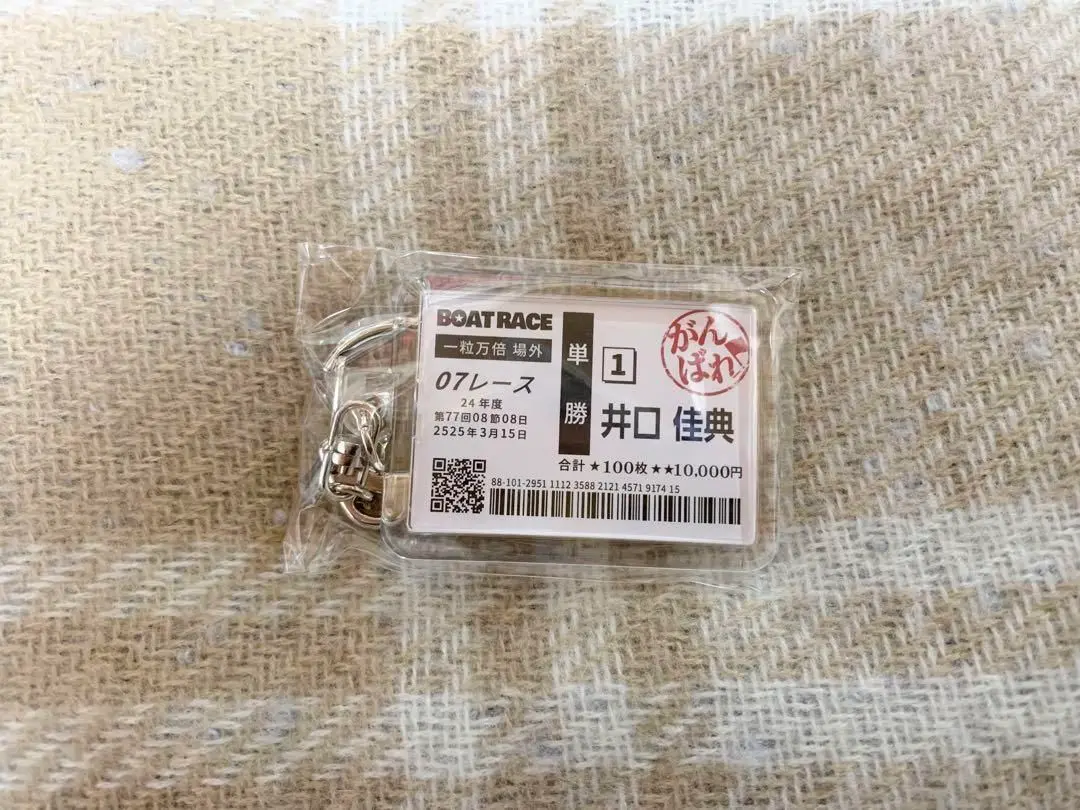 BOATRACE
一粒万倍 場外
07レース
24年度
第77回08節08日
2525年3月15日
単勝
1
井口 佳典
がんばれ
合計 ★100枚 ★★10,000円
88-101-2951 1112 3588 2121 4571 9174 15